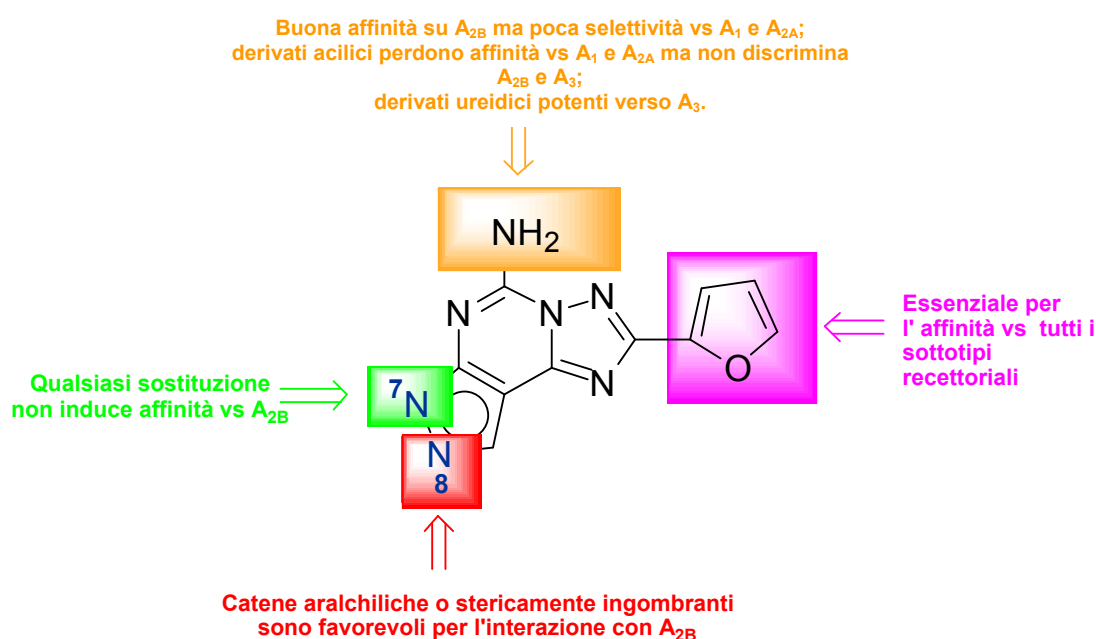 Buona affinità su A2B ma poca selettività vs A1 e A2A;
derivati acilici perdono affinità vs A1 e A2A ma non discrimina
A2B e A3;
derivati ureidici potenti verso A3.
NH2
N
N
N
N
O
Essenziale per
l' affinità vs tutti i
sottotipi
recettoriali
Qualsiasi sostituzione
non induce affinità vs A2B
7
N
N
8
Catene aralchiliche o stericamente ingombranti
sono favorevoli per l'interazione con A2B